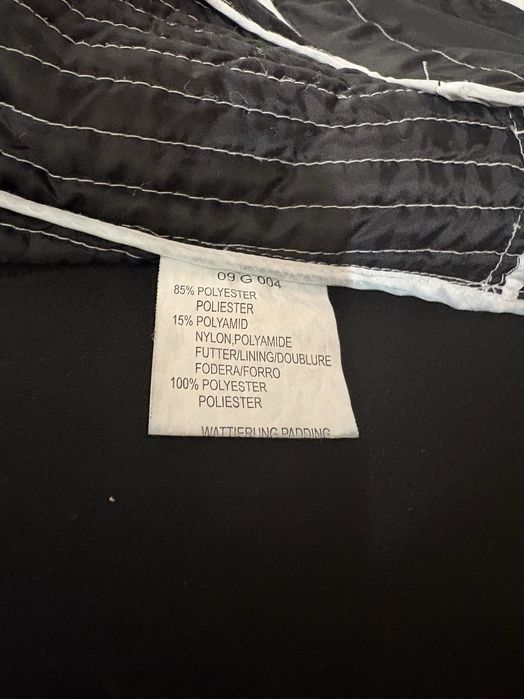 09 G 004
85% POLYESTER
POLIESTER
15% POLYAMID
NYLON,POLYAMIDE
FUTTER/LINING/DOUBLURE
FODERA/FORRO
100% POLYESTER
POLIESTER
WATTIERUNG PADDING